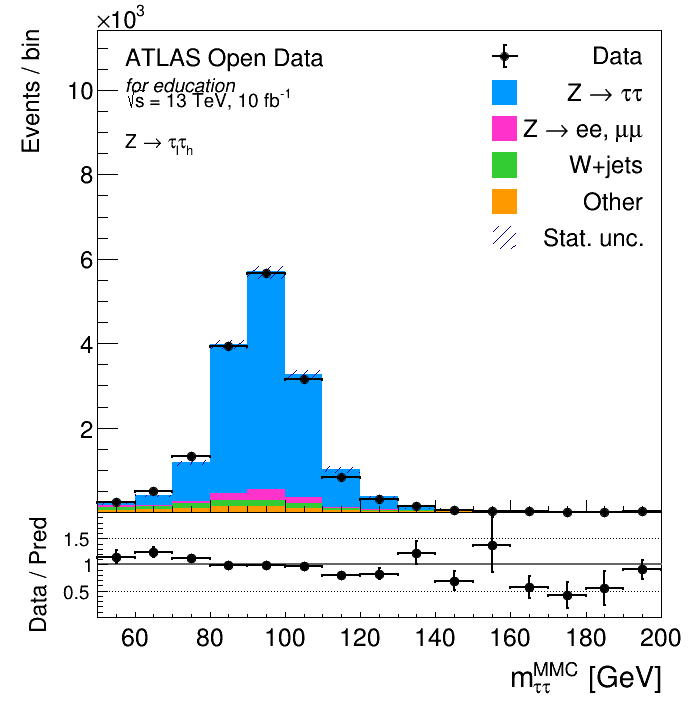 ×10³
Events / bin
ATLAS Open Data
for education
√s = 13 TeV, 10 fb⁻¹
Z → τₗτₕ
Data
Z → ττ
Z → ee, μμ
W+jets
Other
Stat. unc.
10
8
6
4
2
Data / Pred
1.5
1
0.5
60 80 100 120 140 160 180 200
m_ττ^MMC [GeV]